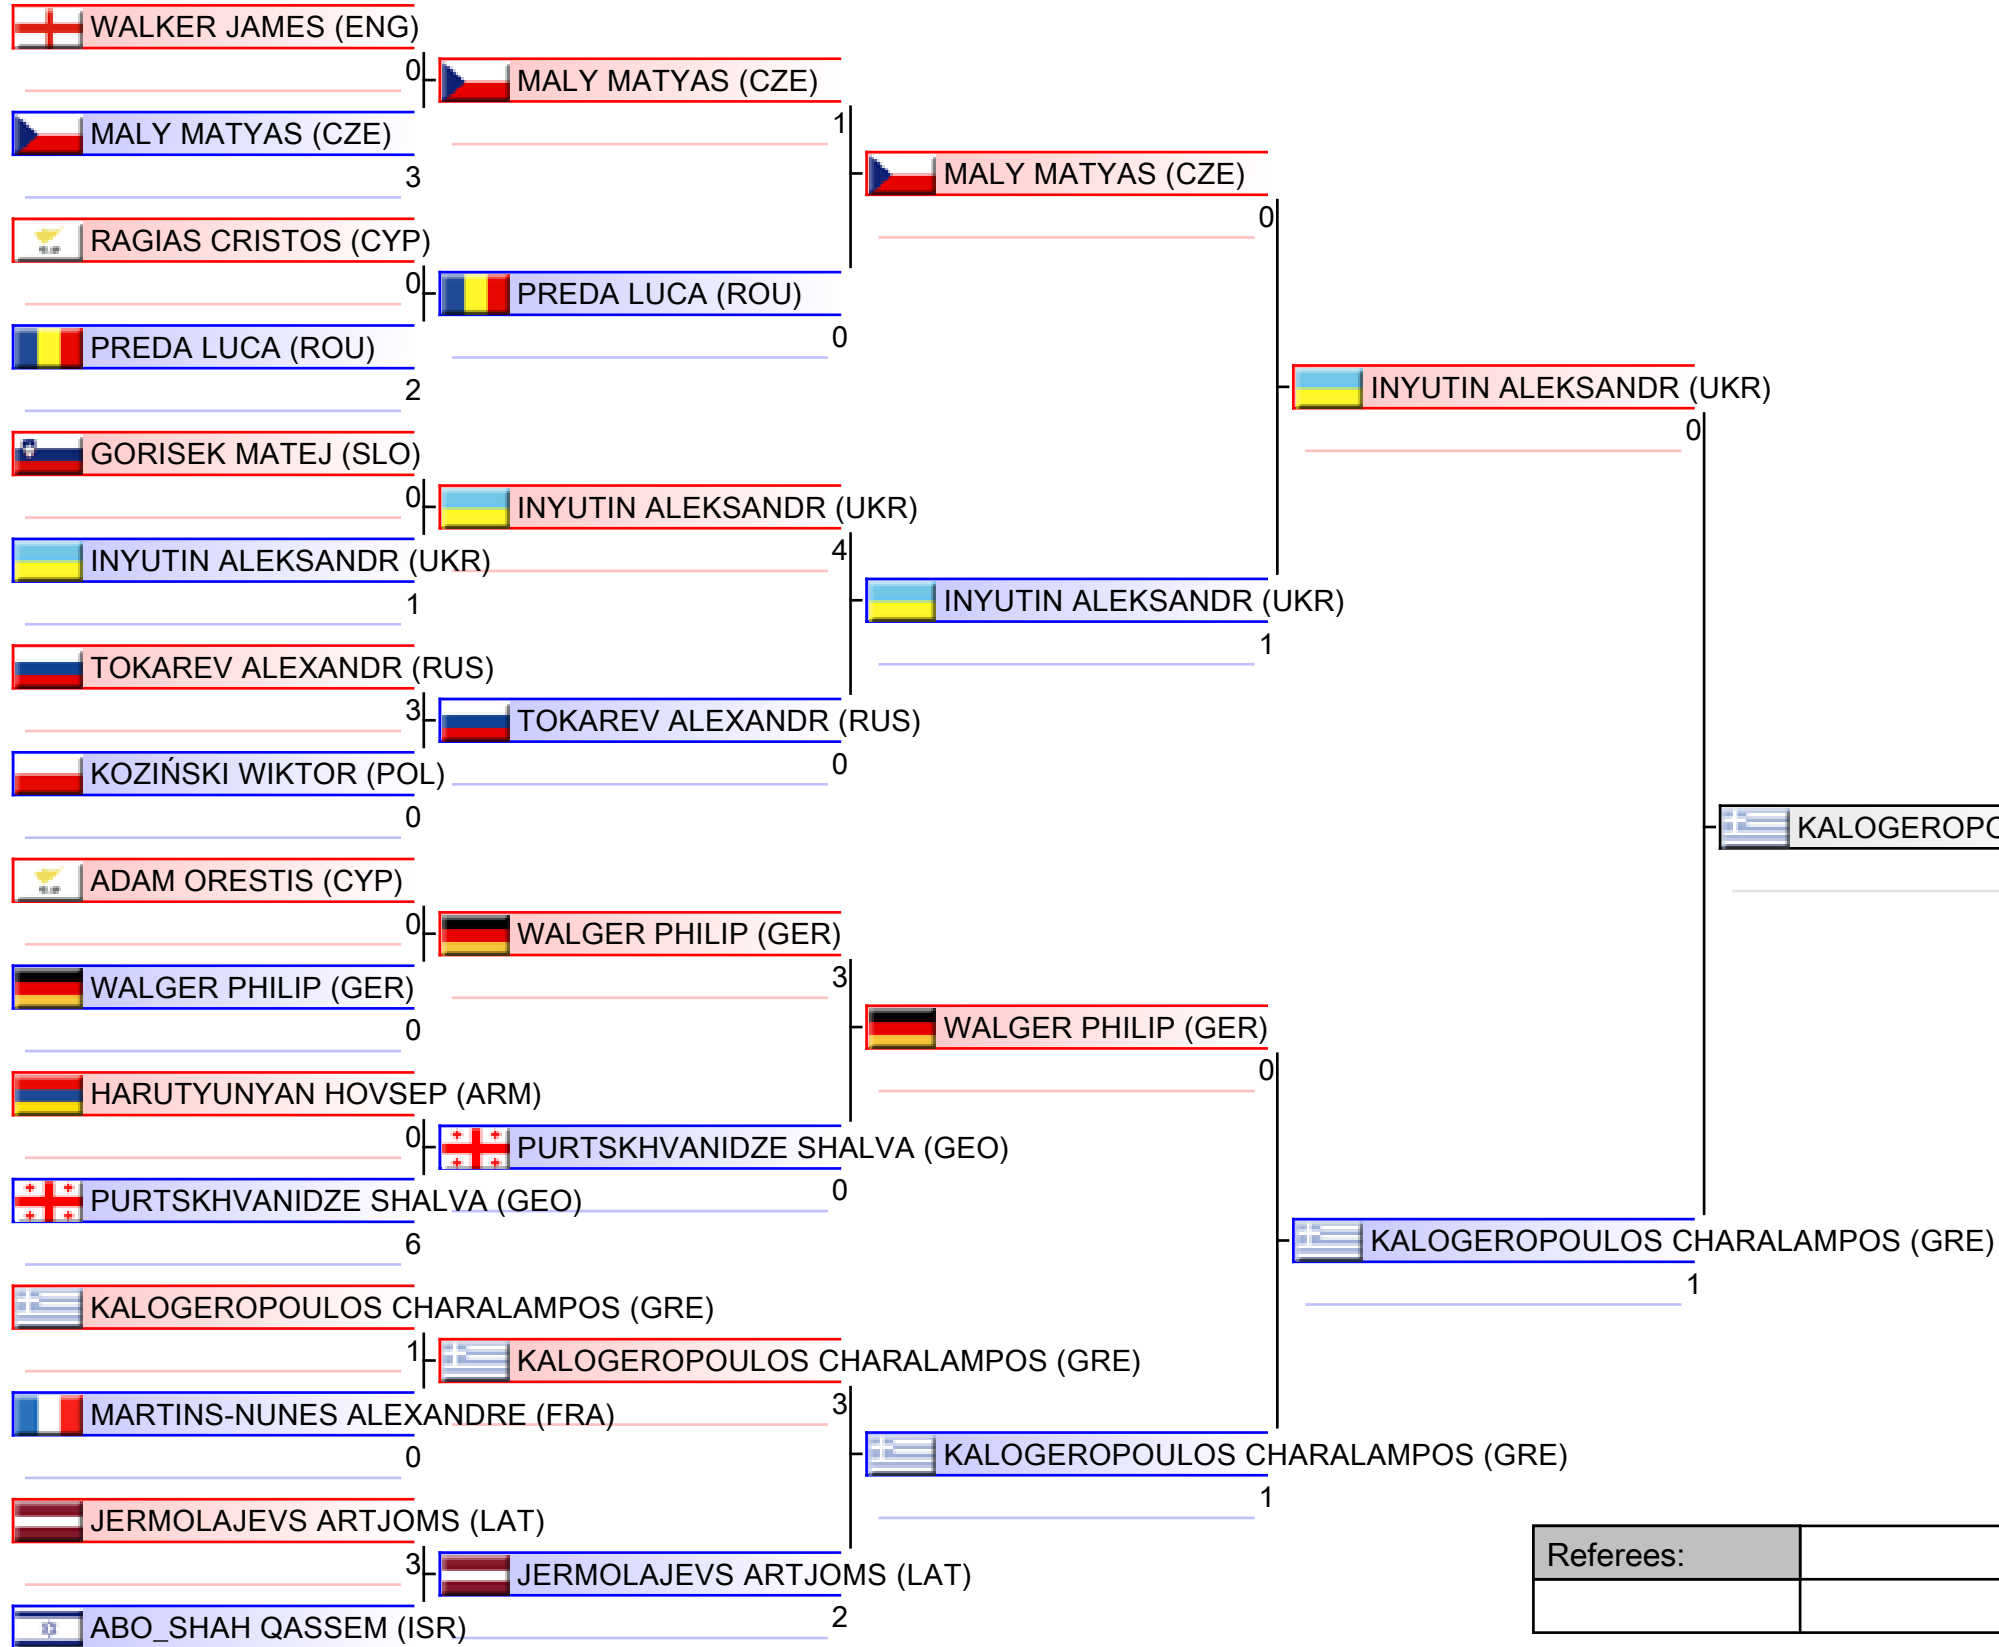 WALKER JAMES (ENG)
0
MALY MATYAS (CZE)
3
RAGIAS CRISTOS (CYP)
0
PREDA LUCA (ROU)
2
GORISEK MATEJ (SLO)
0
INYUTIN ALEKSANDR (UKR)
1
TOKAREV ALEXANDR (RUS)
3
KOZIŃSKI WIKTOR (POL)
0
ADAM ORESTIS (CYP)
0
WALGER PHILIP (GER)
0
HARUTYUNYAN HOVSEP (ARM)
0
PURTSKHVANIDZE SHALVA (GEO)
6
KALOGEROPOULOS CHARALAMPOS (GRE)
1
MARTINS-NUNES ALEXANDRE (FRA)
0
JERMOLAJEVS ARTJOMS (LAT)
3
ABO_SHAH QASSEM (ISR)
MALY MATYAS (CZE)
1
PREDA LUCA (ROU)
0
INYUTIN ALEKSANDR (UKR)
4
TOKAREV ALEXANDR (RUS)
0
WALGER PHILIP (GER)
3
PURTSKHVANIDZE SHALVA (GEO)
0
KALOGEROPOULOS CHARALAMPOS (GRE)
3
JERMOLAJEVS ARTJOMS (LAT)
2
MALY MATYAS (CZE)
0
INYUTIN ALEKSANDR (UKR)
1
WALGER PHILIP (GER)
0
KALOGEROPOULOS CHARALAMPOS (GRE)
1
INYUTIN ALEKSANDR (UKR)
0
KALOGEROPOULOS CHARALAMPOS (GRE)
1
KALOGEROPO
Referees: